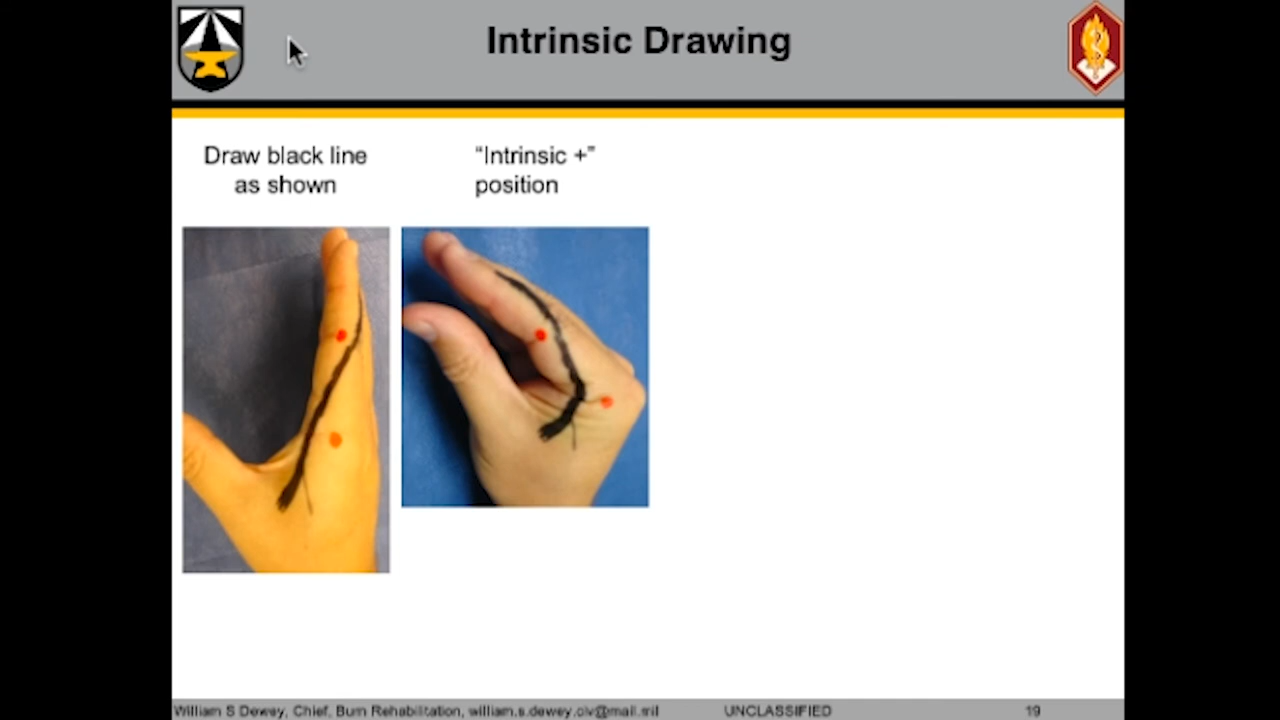 Intrinsic Drawing
Draw black line
as shown
“Intrinsic +”
position
William S Dewey, Chief, Burn Rehabilitation, william.s.dewey.civ@mail.mil
UNCLASSIFIED
19